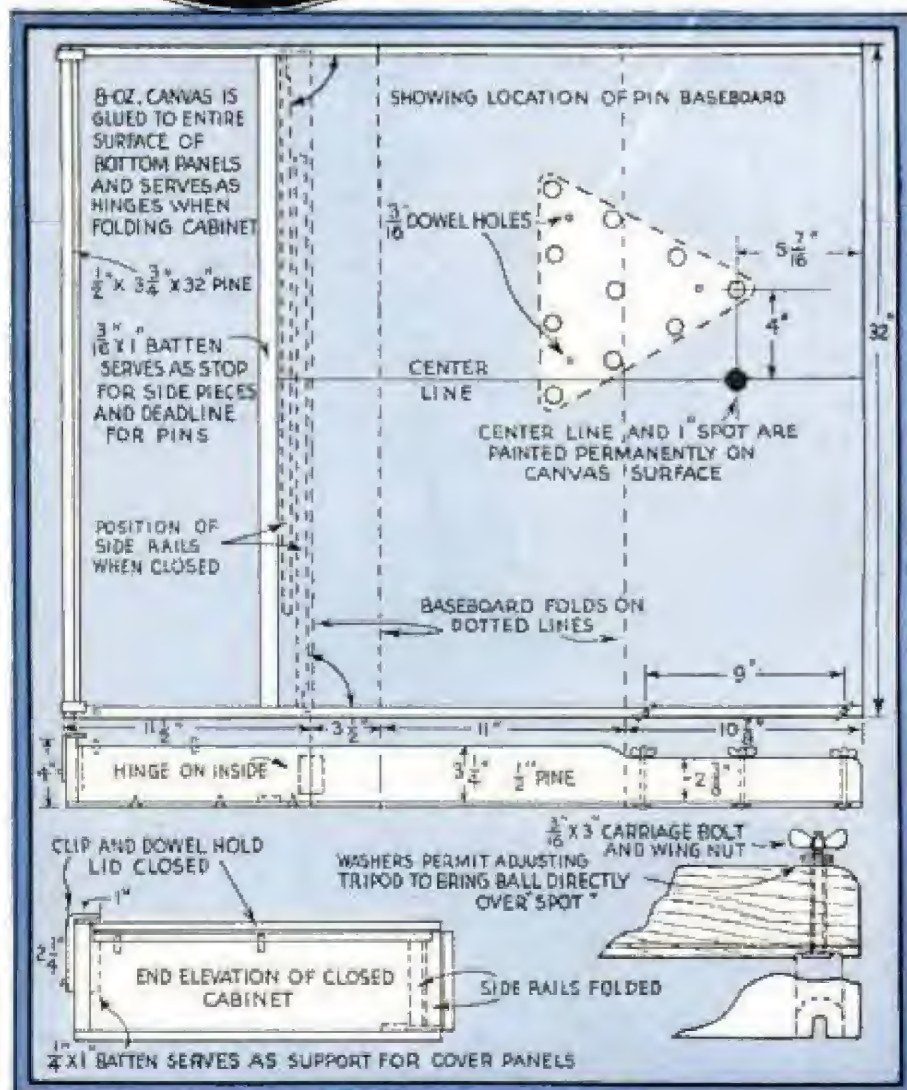 8-OZ. CANVAS IS
GLUED TO ENTIRE
SURFACE OF
BOTTOM PANELS
AND SERVES AS
HINGES WHEN
FOLDING CABINET
1/2" X 3 3/4" X 32" PINE
3/16" X 1" BATTEN
SERVES AS STOP
FOR SIDE PIECES
AND DEADLINE
FOR PINS
POSITION OF
SIDE RAILS
WHEN CLOSED
SHOWING LOCATION OF PIN BASEBOARD
3/16" DOWEL HOLES
5 7/16"
4"
32"
CENTER
LINE
CENTER LINE AND 1" SPOT ARE
PAINTED PERMANENTLY ON
CANVAS SURFACE
BASEBOARD FOLDS ON
DOTTED LINES
9"
3 1/2"
11"
4"
HINGE ON INSIDE
3 1/4"
1/2" PINE
2 3/8"
CLIP AND DOWEL HOLD
LID CLOSED
1"
2 1/4"
END ELEVATION OF CLOSED
CABINET
SIDE RAILS FOLDED
1/4" X 1" BATTEN SERVES AS SUPPORT FOR COVER PANELS
3/16" X 3" CARRIAGE BOLT
AND WING NUT
WASHERS PERMIT ADJUSTING
TRIPOD TO BRING BALL DIRECTLY
OVER "SPOT"